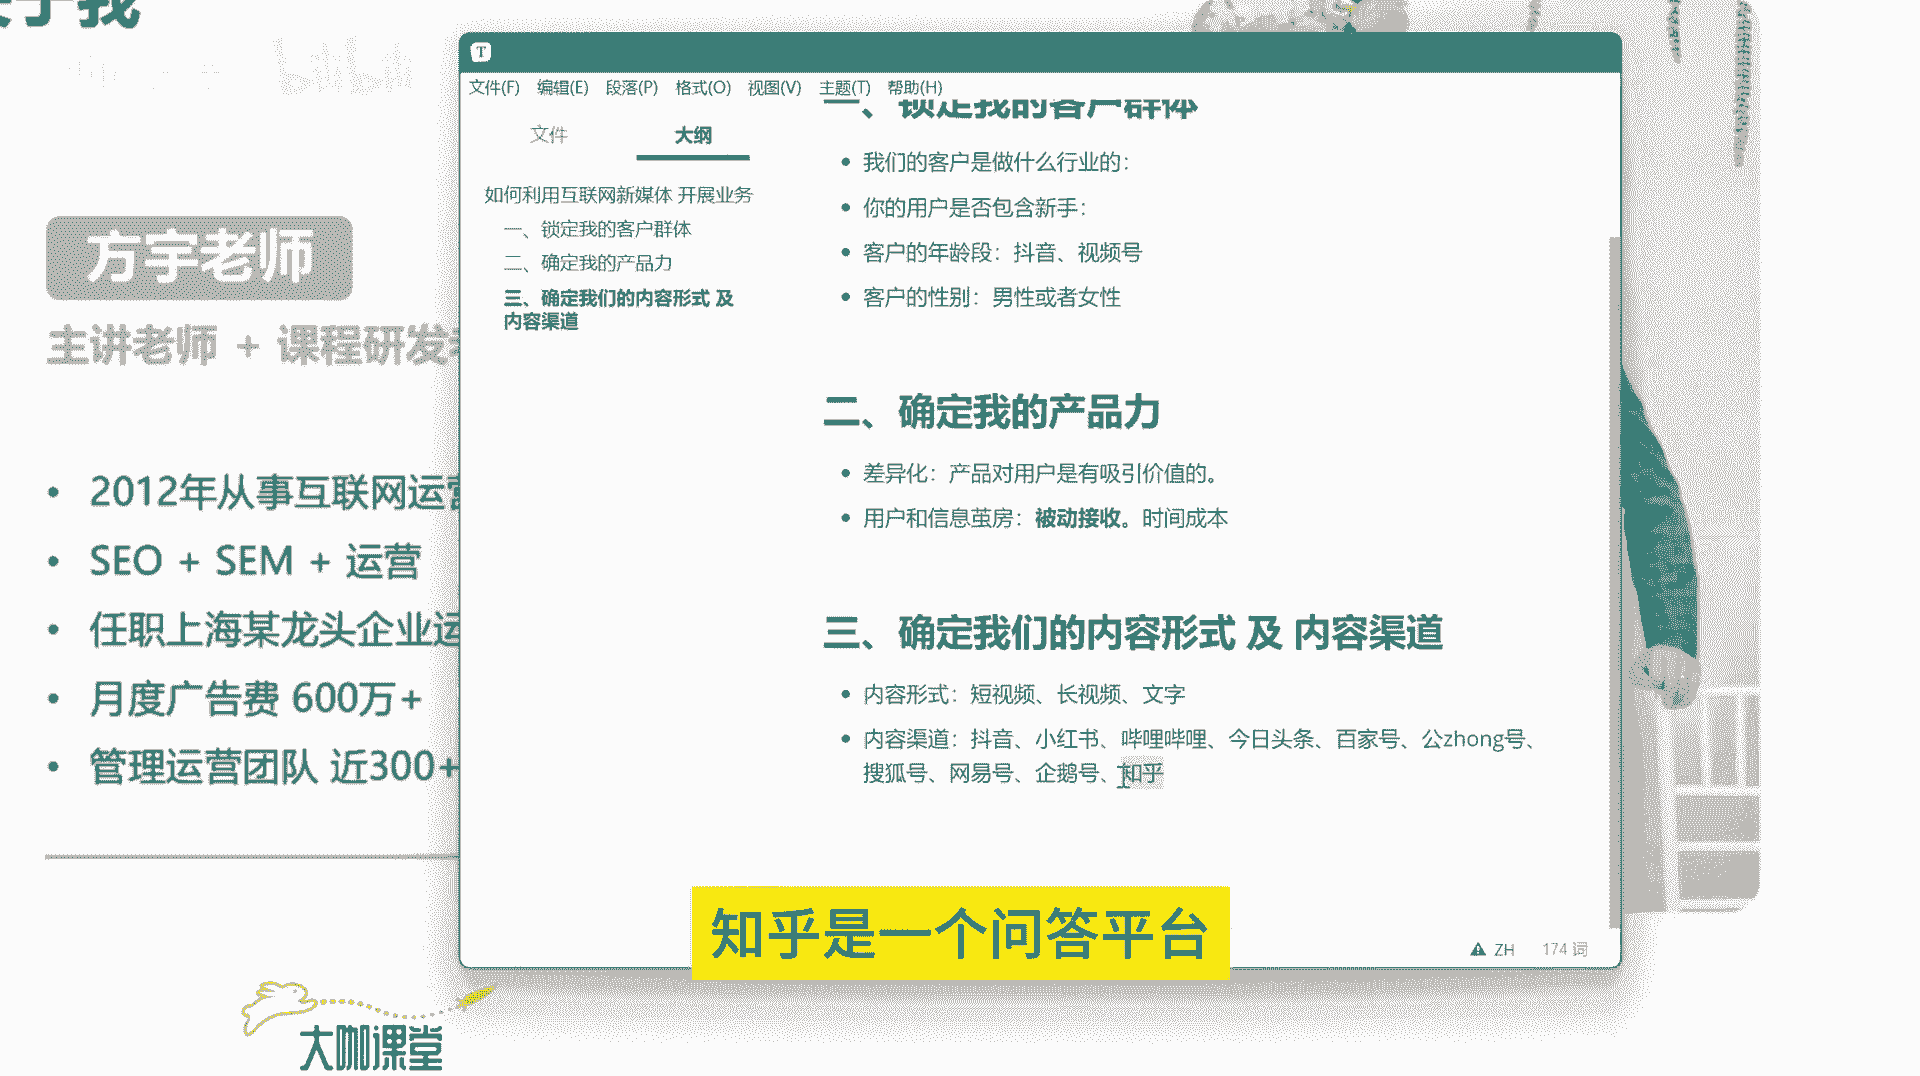 于我
bilibili
方宇老师
主讲老师 + 课程研发
2012年从事互联网运营
SEO + SEM + 运营
任职上海某龙头企业运
月度广告费 600万+
管理运营团队 近300+
大咖课堂
T
文件(F) 编辑(E) 段落(P) 格式(O) 视图(V) 主题(T) 帮助(H)
文件 大纲
如何利用互联网新媒体 开展业务
一、锁定我的客户群体
二、确定我的产品力
三、确定我们的内容形式 及
内容渠道
一、锁定我的客户群体
我们的客户是做什么行业的：
你的用户是否包含新手：
客户的年龄段：抖音、视频号
客户的性别：男性或者女性
二、确定我的产品力
差异化：产品对用户是有吸引价值的。
用户和信息茧房：被动接收。时间成本
三、确定我们的内容形式 及 内容渠道
内容形式：短视频、长视频、文字
内容渠道：抖音、小红书、哔哩哔哩、今日头条、百家号、公zhong号、
搜狐号、网易号、企鹅号、知乎
ZH 174 词
知乎是一个问答平台